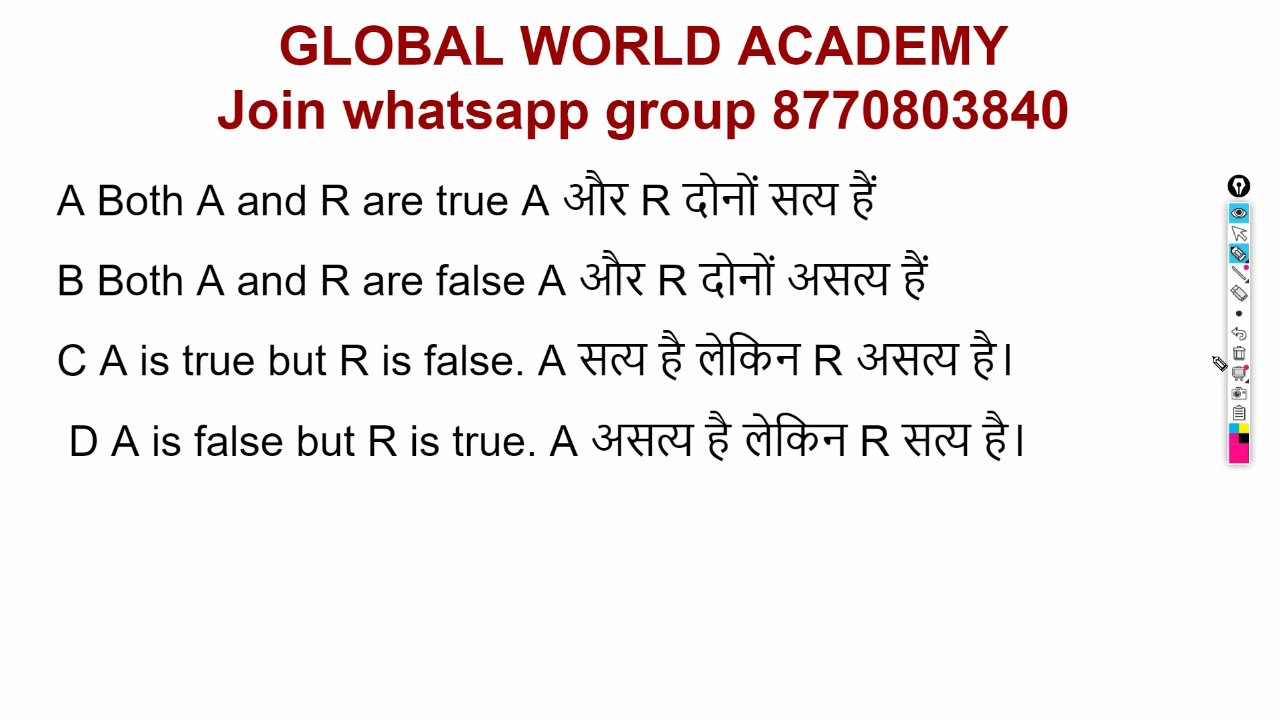 GLOBAL WORLD ACADEMY
Join whatsapp group 8770803840
A Both A and R are true A और R दोनों सत्य हैं
B Both A and R are false A और R दोनों असत्य हैं
C A is true but R is false. A सत्य है लेकिन R असत्य है।
D A is false but R is true. A असत्य है लेकिन R सत्य है।